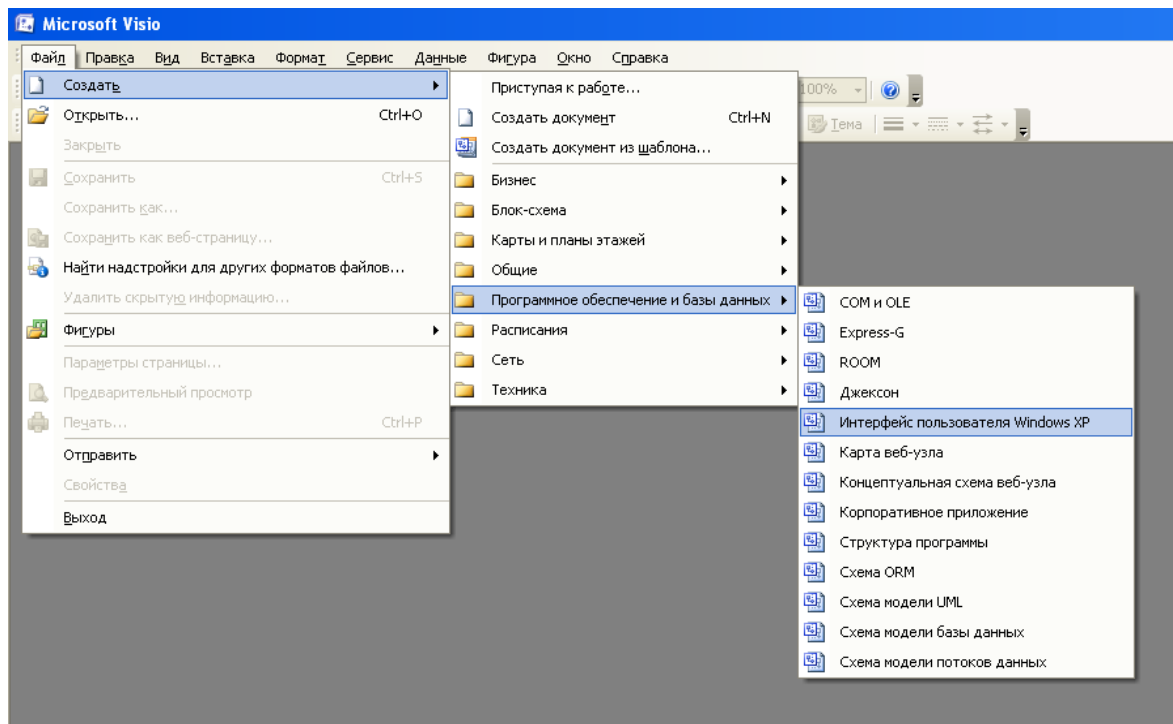 Microsoft Visio
Файл Правка Вид Вставка Формат Сервис Данные Фигура Окно Справка
Создать
Открыть... Ctrl+O
Закрыть
Сохранить Ctrl+S
Сохранить как...
Сохранить как веб-страницу...
Найти надстройки для других форматов файлов...
Удалить скрытую информацию...
Фигуры
Параметры страницы...
Предварительный просмотр
Печать... Ctrl+P
Отправить
Свойства
Выход
Приступая к работе...
Создать документ Ctrl+N
Создать документ из шаблона...
Бизнес
Блок-схема
Карты и планы этажей
Общие
Программное обеспечение и базы данных
Расписания
Сеть
Техника
100%
Тема
COM и OLE
Express-G
ROOM
Джексон
Интерфейс пользователя Windows XP
Карта веб-узла
Концептуальная схема веб-узла
Корпоративное приложение
Структура программы
Схема ORM
Схема модели UML
Схема модели базы данных
Схема модели потоков данных